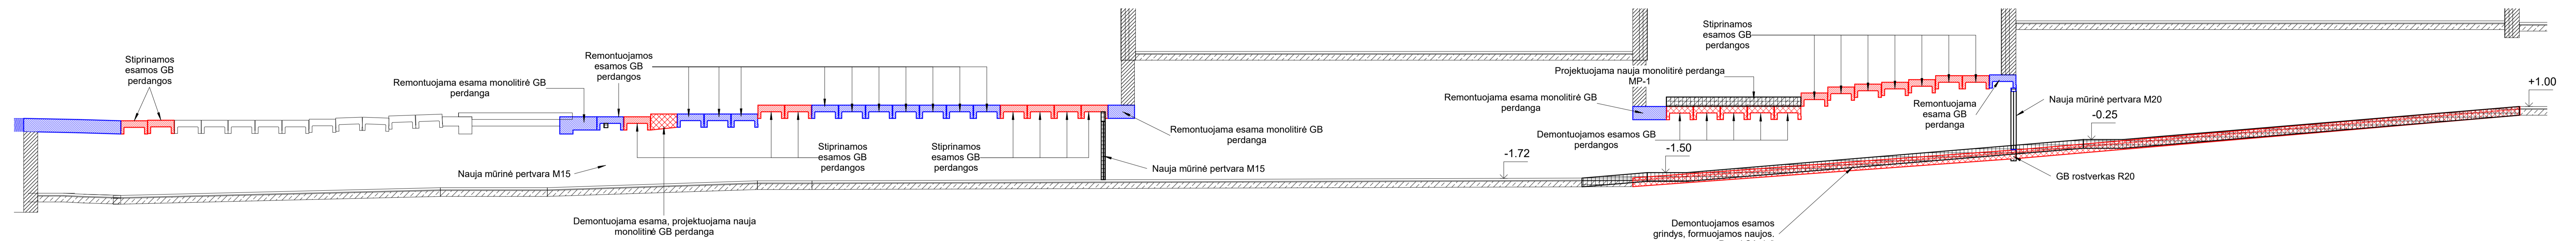 Stiprinamos
esamos GB
perdangos
Remontuojama esama monolitirė GB
perdanga
Remontuojamos
esamos GB
perdangos
Nauja mūrinė pertvara M15
Demontuojama esama, projektuojama nauja
monolitinė GB perdanga
Stiprinamos
esamos GB
perdangos
Stiprinamos
esamos GB
perdangos
Nauja mūrinė pertvara M15
Remontuojama esama monolitirė GB
perdanga
-1.72
Remontuojama esama monolitirė GB
perdanga
Projektuojama nauja monolitirė perdanga
MP-1
Stiprinamos
esamos GB
perdangos
Demontuojamos esamos GB
perdangos
-1.50
Remontuojama
esama GB
perdanga
Nauja mūrinė pertvara M20
-0.25
+1.00
GB rostverkas R20
Demontuojamos esamos
grindys, formuojamos naujos.